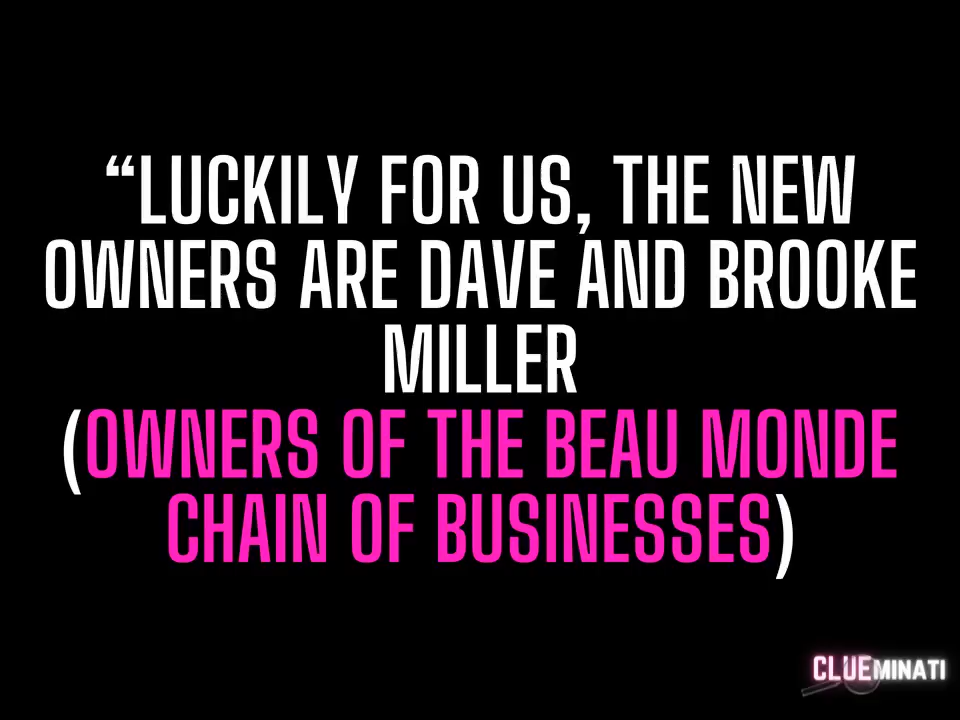 “LUCKILY FOR US, THE NEW
OWNERS ARE DAVE AND BROOKE
MILLER
(OWNERS OF THE BEAU MONDE
CHAIN OF BUSINESSES)
CLUEMINATI